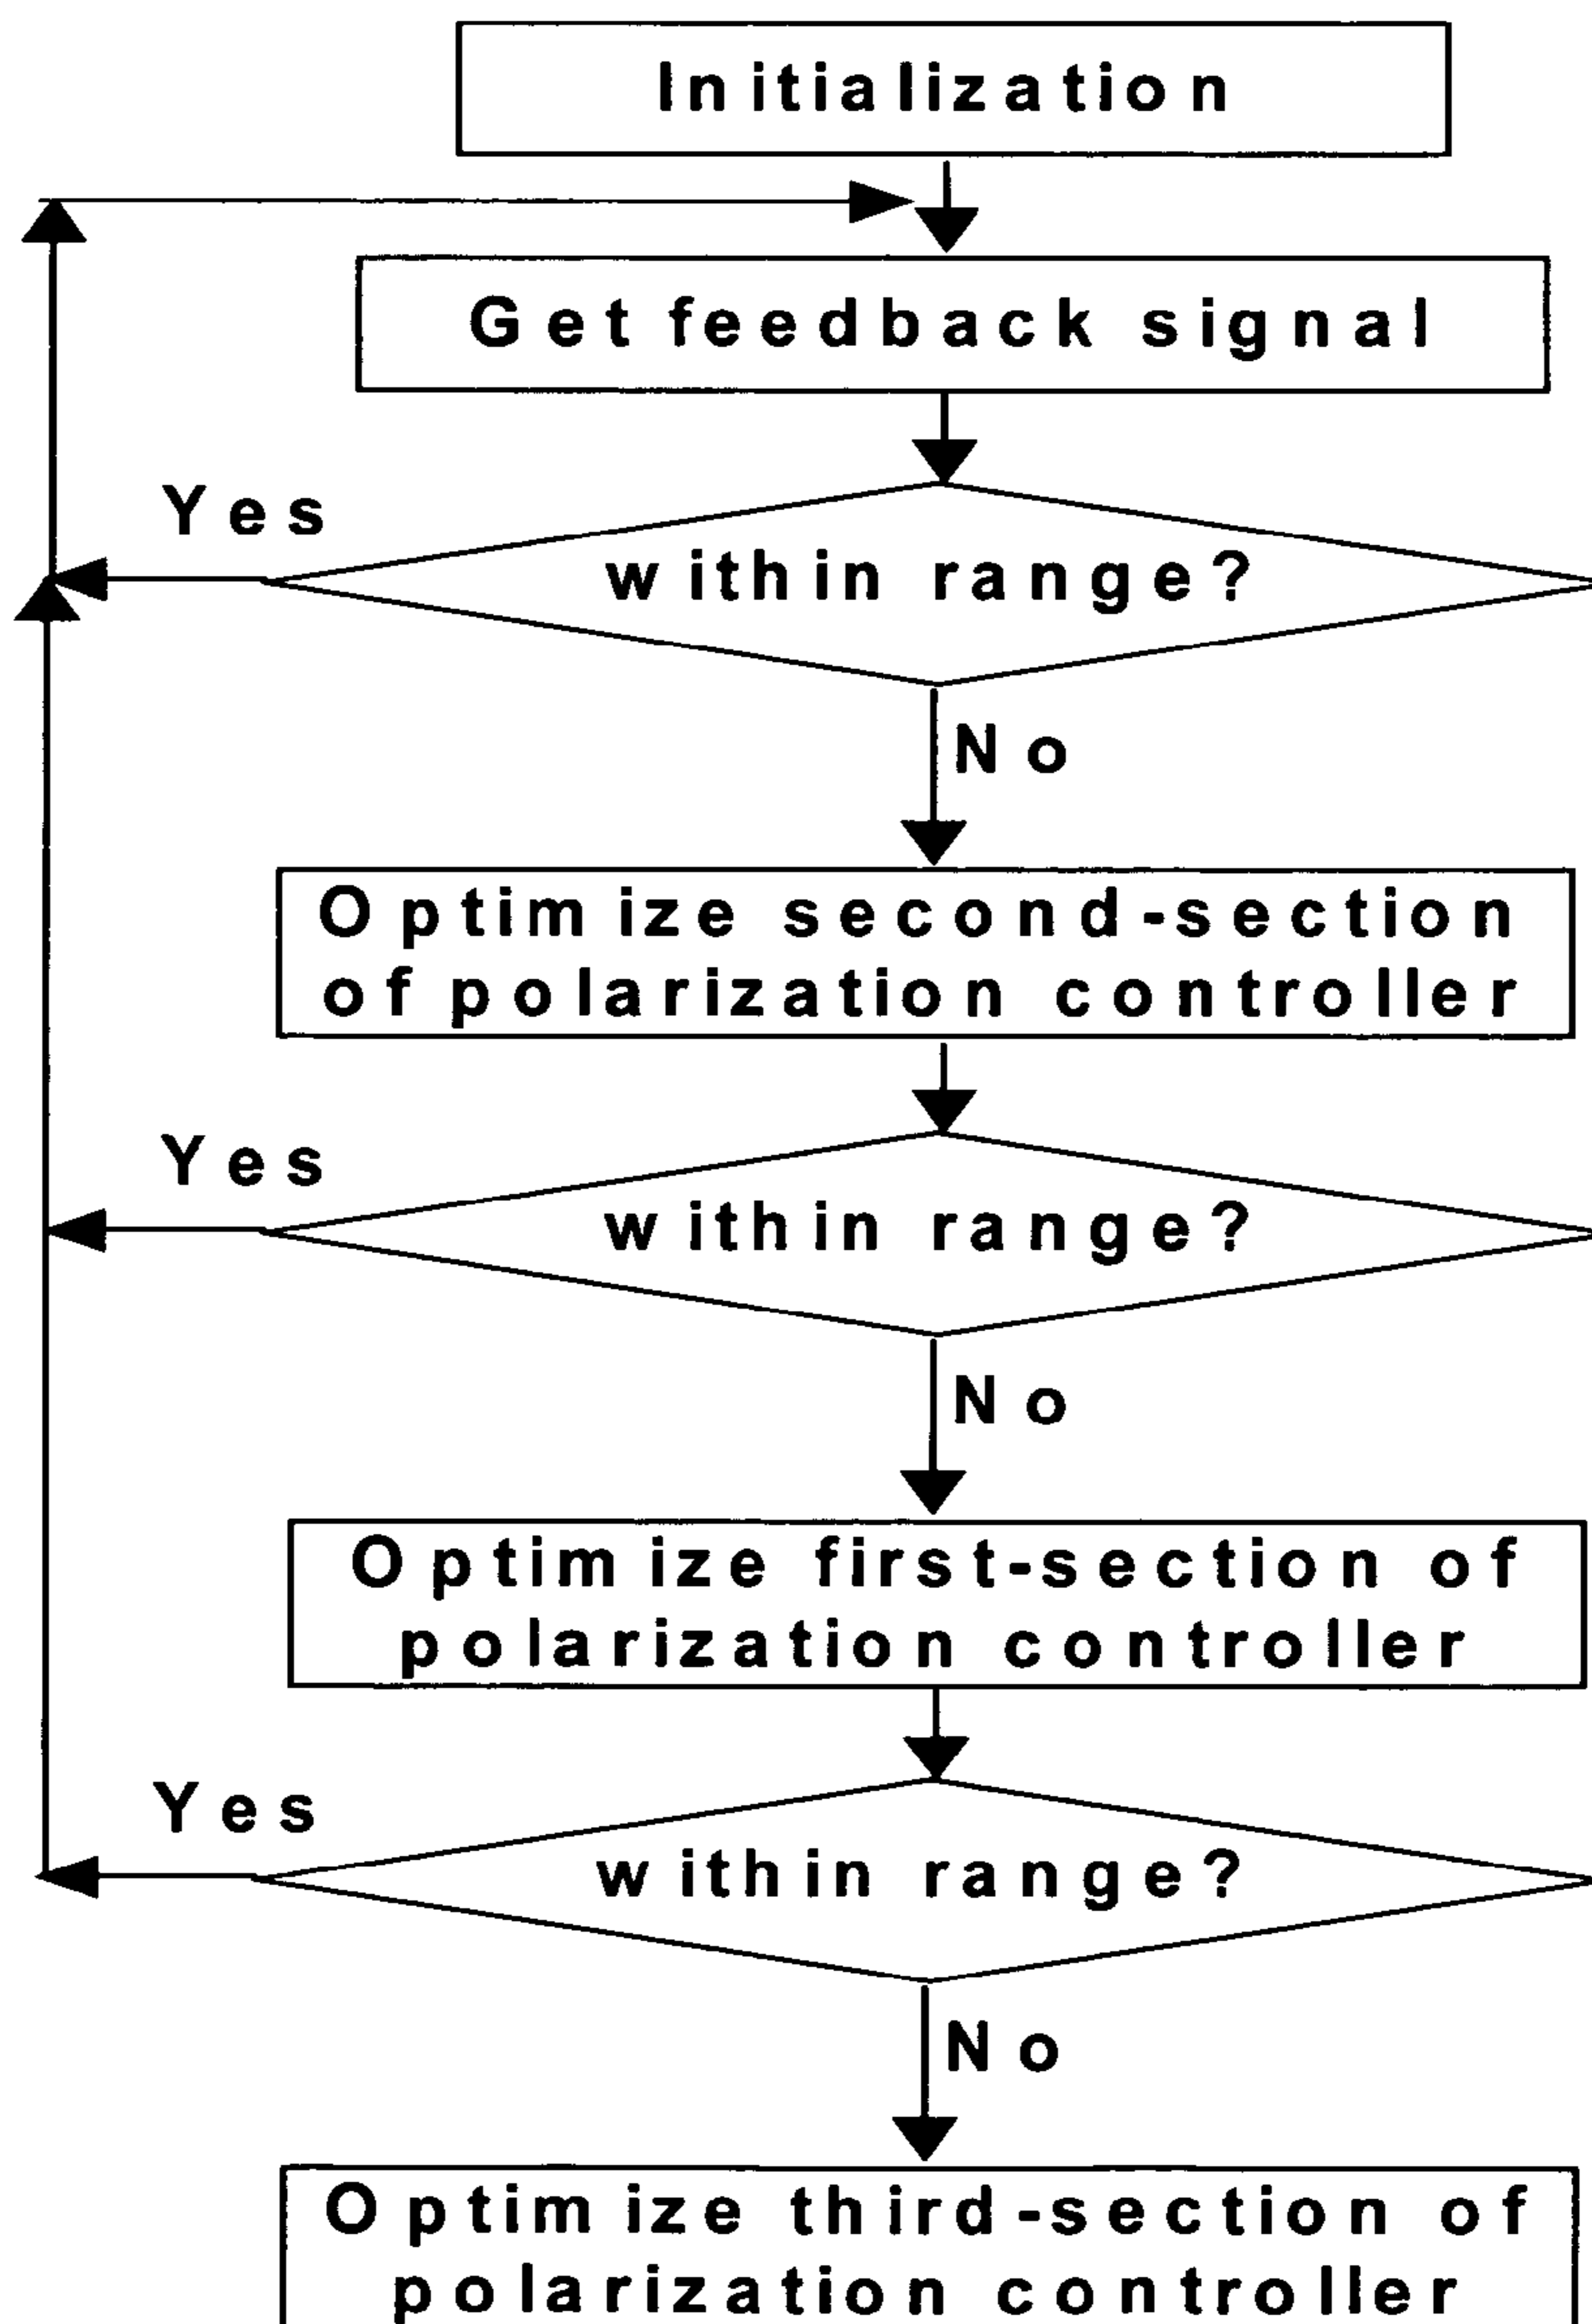 Initialization
Get feedback signal
Yes
within range?
No
Optimize second-section
of polarization controller
Yes
within range?
No
Optimize first-section of
polarization controller
Yes
within range?
No
Optimize third-section of
polarization controller